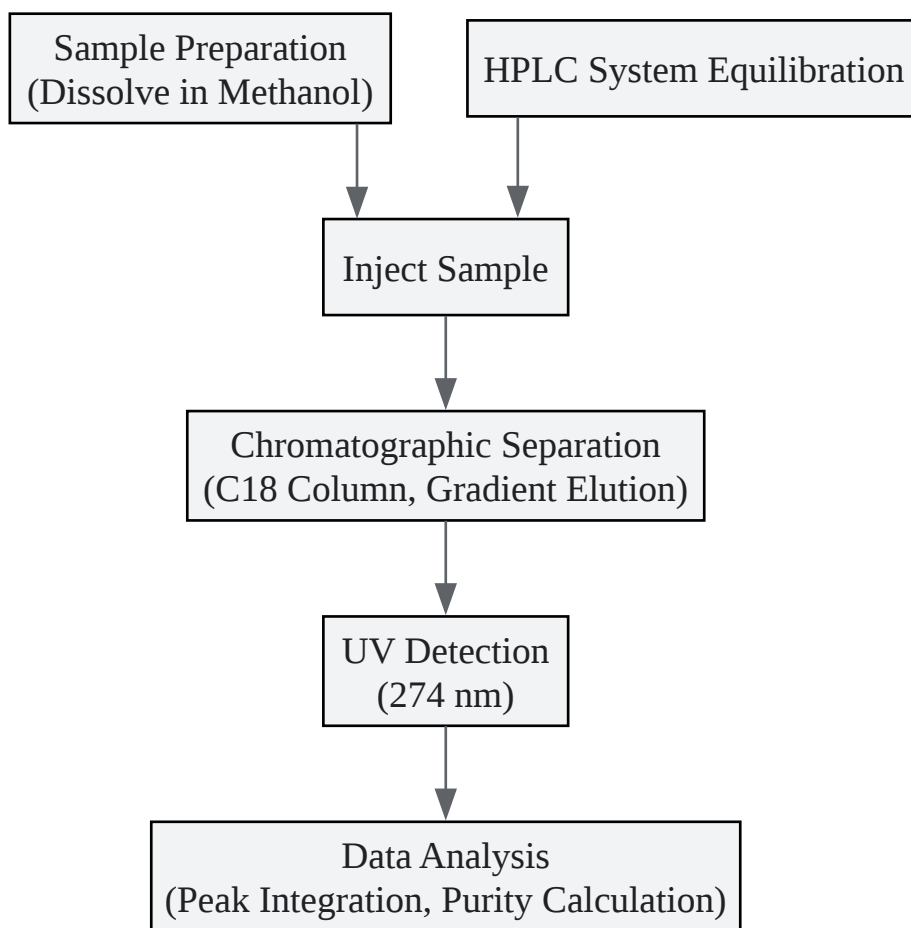 Sample Preparation
(Dissolve in Methanol)
HPLC System Equilibration
Inject Sample
Chromatographic Separation
(C18 Column, Gradient Elution)
UV Detection
(274 nm)
Data Analysis
(Peak Integration, Purity Calculation)